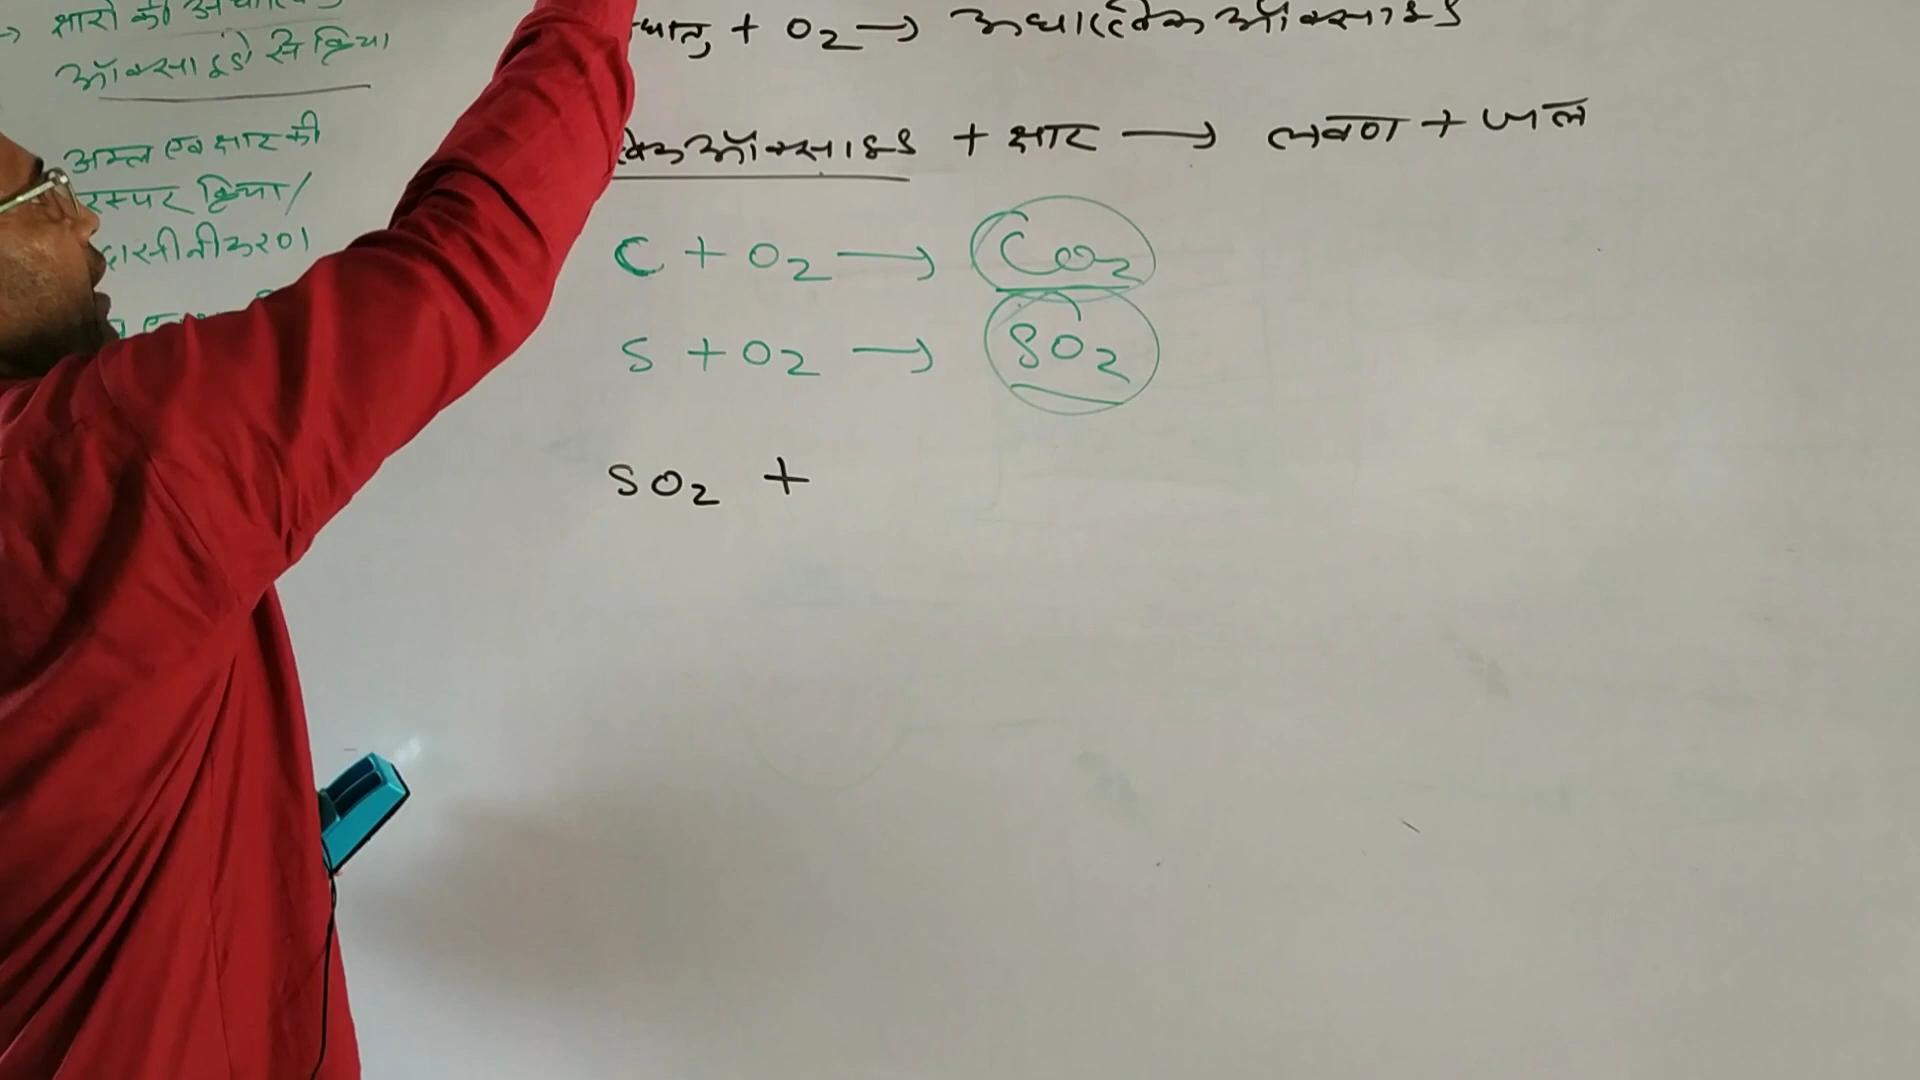 → क्षारों की
ऑक्साइडो से क्रिया
अम्ल एवं क्षार की
रस्पर क्रिया/
दासीनीकरण
धातु + O2 → अधात्विक ऑक्साइड
त्विक ऑक्साइड + क्षार → लवण + जल
C + O2 → CO2
S + O2 → SO2
SO2 +